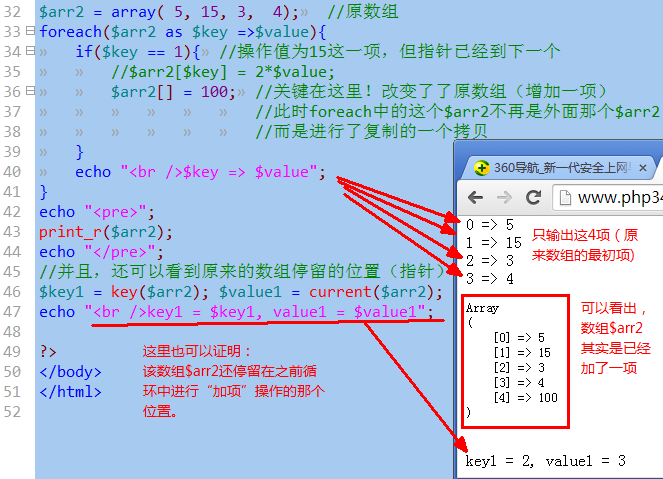 32 $arr2 = array( 5, 15, 3,  4);» //原数组
33 foreach($arr2 as $key =>$value){
34 » if($key == 1){» //操作值为15这一项，但指针已经到下一个
35 » » //$arr2[$key] = 2*$value;
36 » » $arr2[] = 100;» //关键在这里！改变了了原数组（增加一项）
37 » » » » » » //此时foreach中的这个$arr2不再是外面那个$arr2
38 » » » » » » //而是进行了复制的一个拷贝
39 » }
40 » echo "<br />$key => $value";
41 }
42 echo "<pre>";
43 print_r($arr2);
44 echo "</pre>";
45 //并且，还可以看到原来的数组停留的位置（指针）
46 $key1 = key($arr2); $value1 = current($arr2);
47 echo "<br />key1 = $key1, value1 = $value1";
48
49 ?>
50 </body>
51 </html>
52
这里也可以证明：
该数组$arr2还停留在之前循
环中进行“加项”操作的那个
位置。
360导航_新一代安全上网
www.php34
0 => 5
1 => 15
2 => 3
3 => 4
只输出这4项（原
来数组的最初项)
Array
(
[0] => 5
[1] => 15
[2] => 3
[3] => 4
[4] => 100
)
可以看出，
数组$arr2
其实是已经
加了一项
key1 = 2, value1 = 3